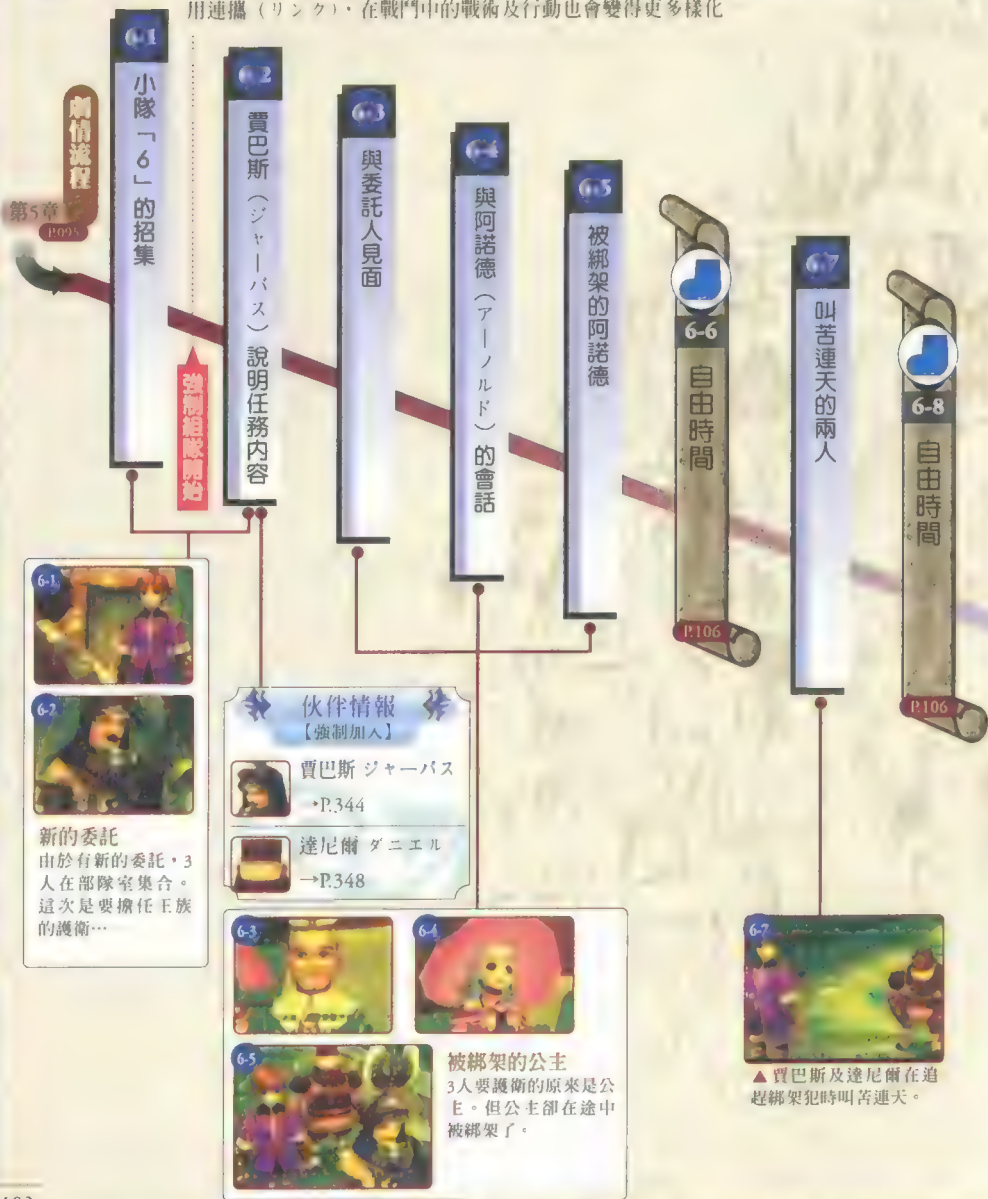 用連攜（リンク），在戰鬥中的戰術及行動也會變得更多樣化
劇情流程
第5章
P.095
6-1
小隊「6」的招集
強制組隊開始
6-2
賈巴斯（ジャーバス）說明任務內容
6-3
與委託人見面
6-4
與阿諾德（アーノルド）的會話
6-5
被綁架的阿諾德
6-6
自由時間
P.106
6-7
叫苦連天的兩人
6-8
自由時間
P.106
6-1
6-2
新的委託
由於有新的委託，3
人在部隊室集合。
這次是要擔任王族
的護衛…
伙伴情報
【強制加入】
賈巴斯 ジャーバス
→P.344
達尼爾 ダニエル
→P.348
6-3
6-4
6-5
被綁架的公主
3人要護衛的原來是公
主。但公主卻在途中
被綁架了。
6-7
▲賈巴斯及達尼爾在追
趕綁架犯時叫苦連天。